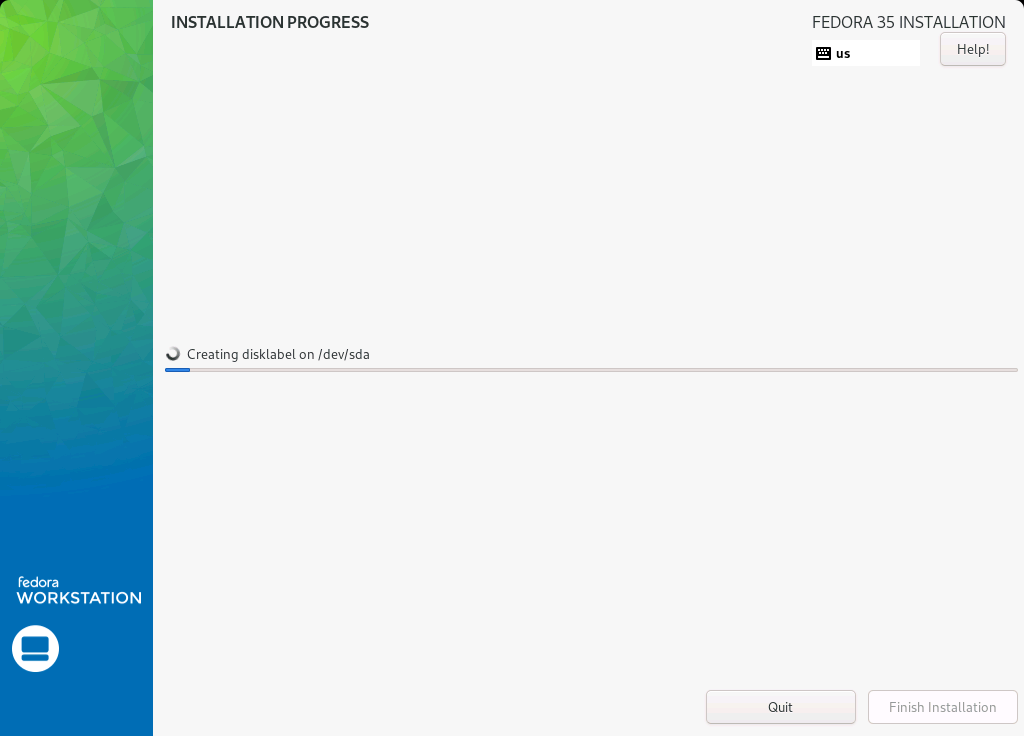 INSTALLATION PROGRESS
FEDORA 35 INSTALLATION
us
Help!
Creating disklabel on /dev/sda
fedora
WORKSTATION
Quit
Finish Installation